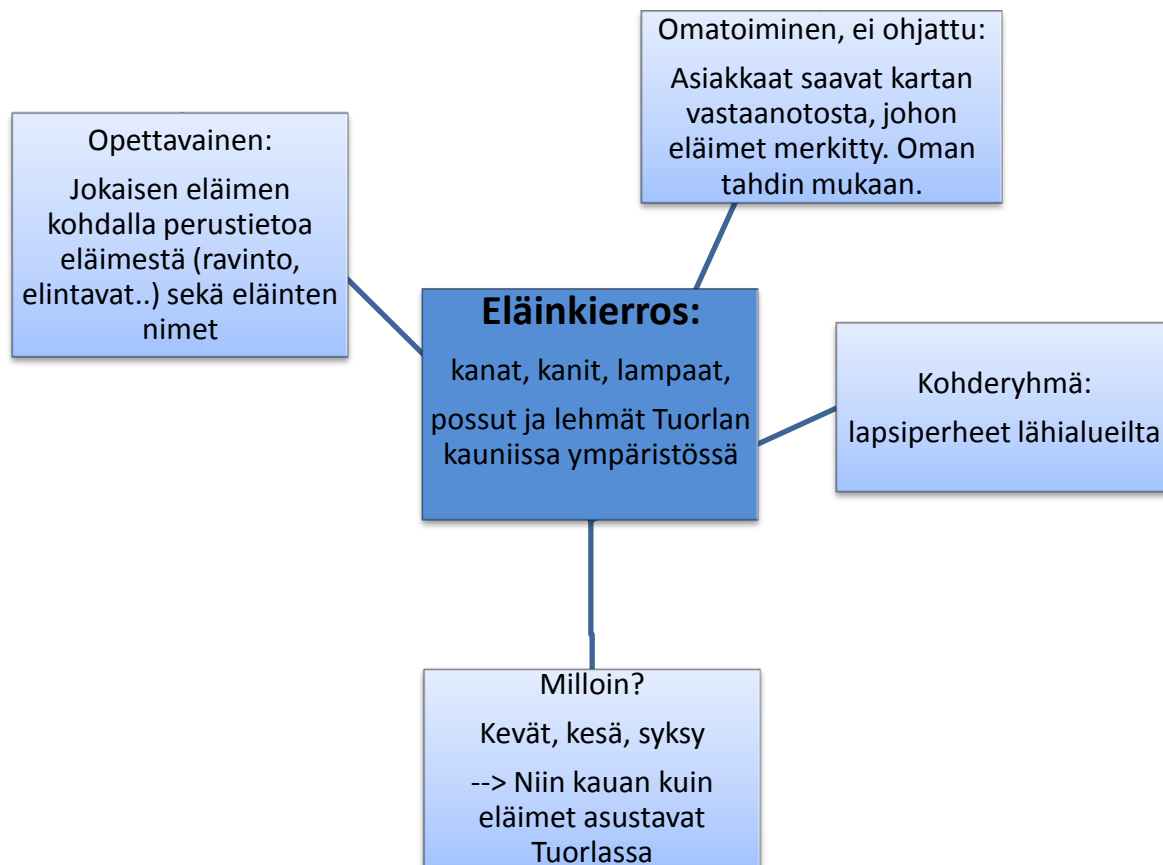 Omatoiminen, ei ohjattu:
Asiakkaat saavat kartan
vastaanotosta, johon
eläimet merkitty. Oman
tahdin mukaan.
Opettavainen:
Jokaisen eläimen
kohdalla perustietoa
eläimestä (ravinto,
elintavat..) sekä eläinten
nimet
Eläinkierros:
kanat, kanit, lampaat,
possut ja lehmät Tuorlan
kauniissa ympäristössä
Kohderyhmä:
lapsiperheet lähialueilta
Milloin?
Kevät, kesä, syksy
--> Niin kauan kuin
eläimet asustavat
Tuorlassa